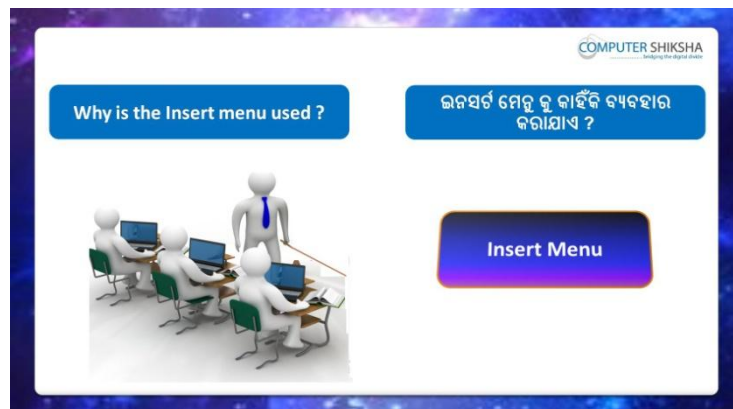 COMPUTER SHIKSHA
...bridging the digital divide
Why is the Insert menu used ?
ଇନସର୍ଟ ମେନୁ କୁ କାହିଁକି ବ୍ୟବହାର
କରାଯାଏ ?
Insert Menu